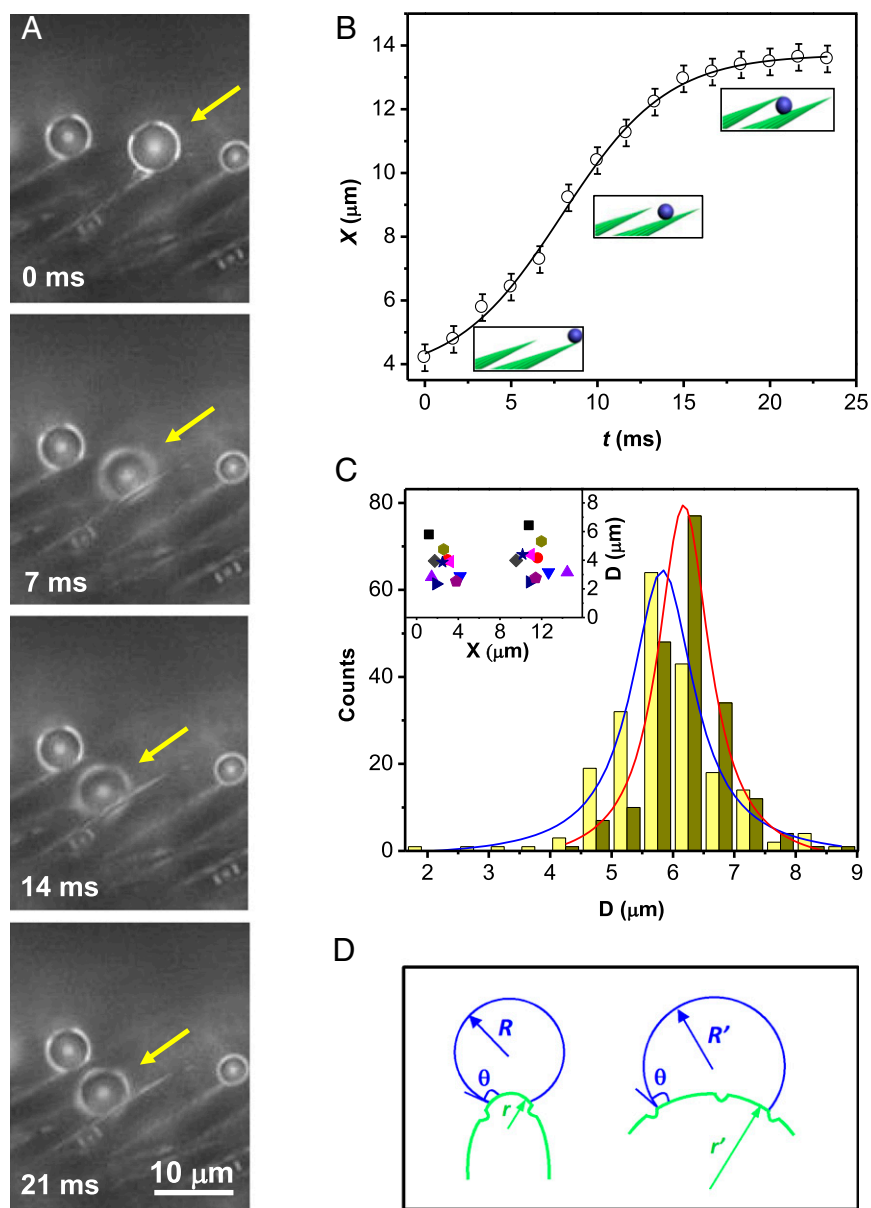 A
0 ms
7 ms
14 ms
21 ms
10 μm
B
X (μm)
14
12
10
8
6
4
0 5 10 15 20 25
t (ms)
C
Counts
80
60
40
20
0
2 3 4 5 6 7 8 9
D (μm)
0 4 8 12
X (μm)
8
6
4
2
0
D (μm)
D
R
θ
r
R'
θ
r'